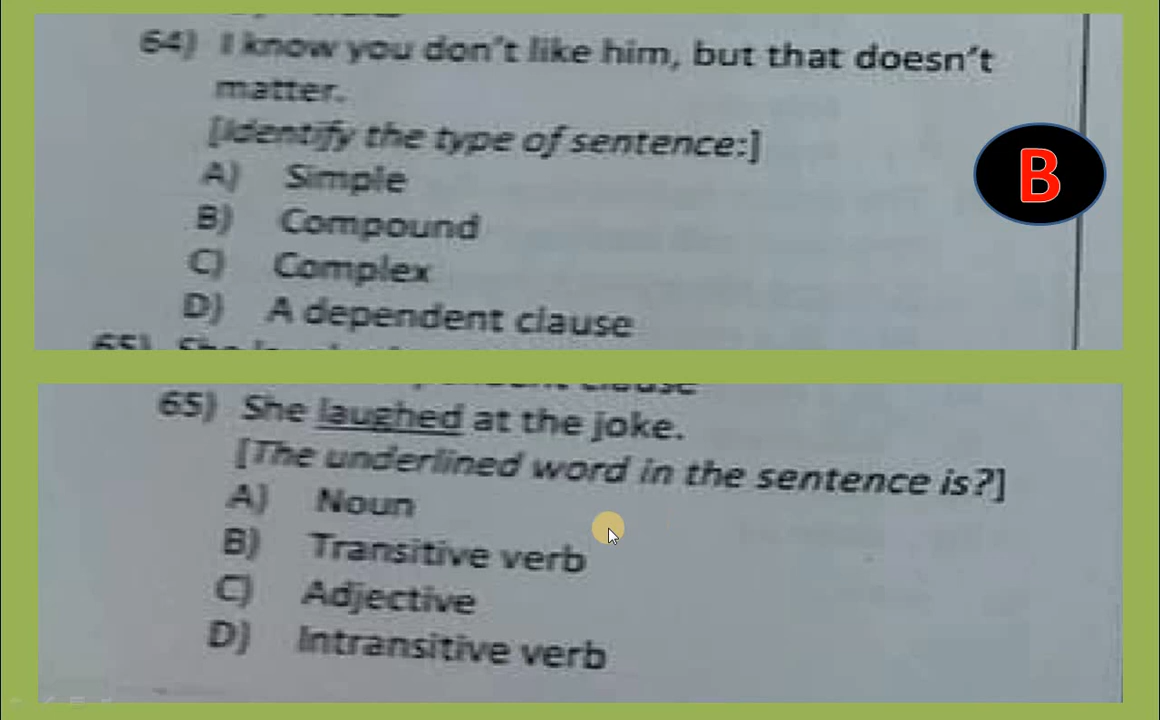 64) I know you don't like him, but that doesn't
matter.
[Identify the type of sentence:]
A) Simple
B) Compound
C) Complex
D) A dependent clause
B
65)
clause
65) She laughed at the joke.
[The underlined word in the sentence is?]
A) Noun
B) Transitive verb
C) Adjective
D) Intransitive verb